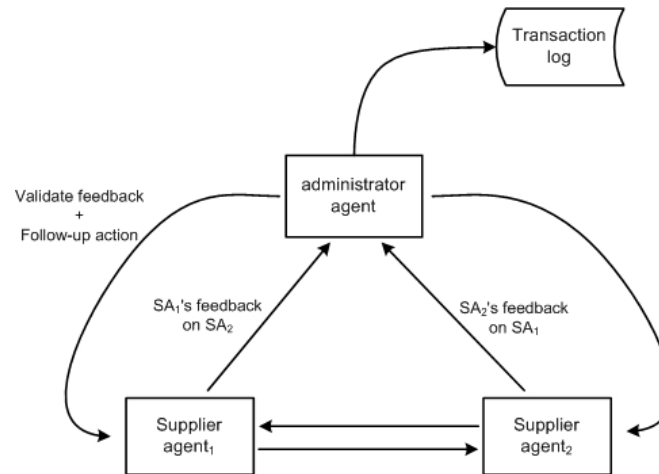 Transaction
log
administrator
agent
Validate feedback
+
Follow-up action
SA₁'s feedback
on SA₂
SA₂'s feedback
on SA₁
Supplier
agent₁
Supplier
agent₂